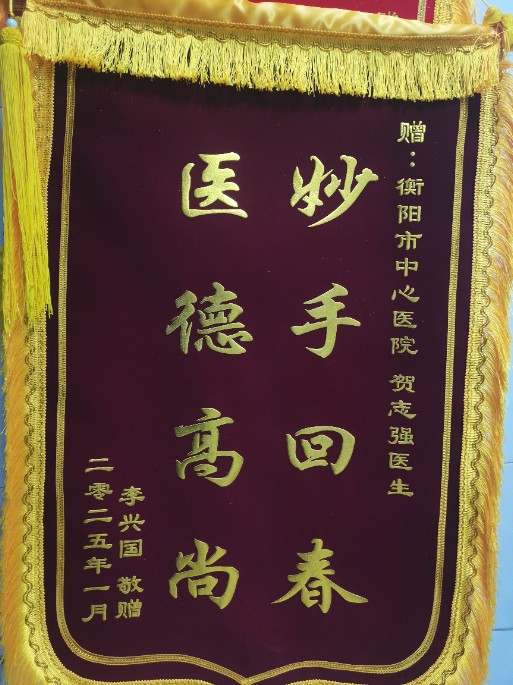 赠：衡阳市中心医院 贺志强医生
妙手回春
医德高尚
李兴国 敬赠
二零二五年一月